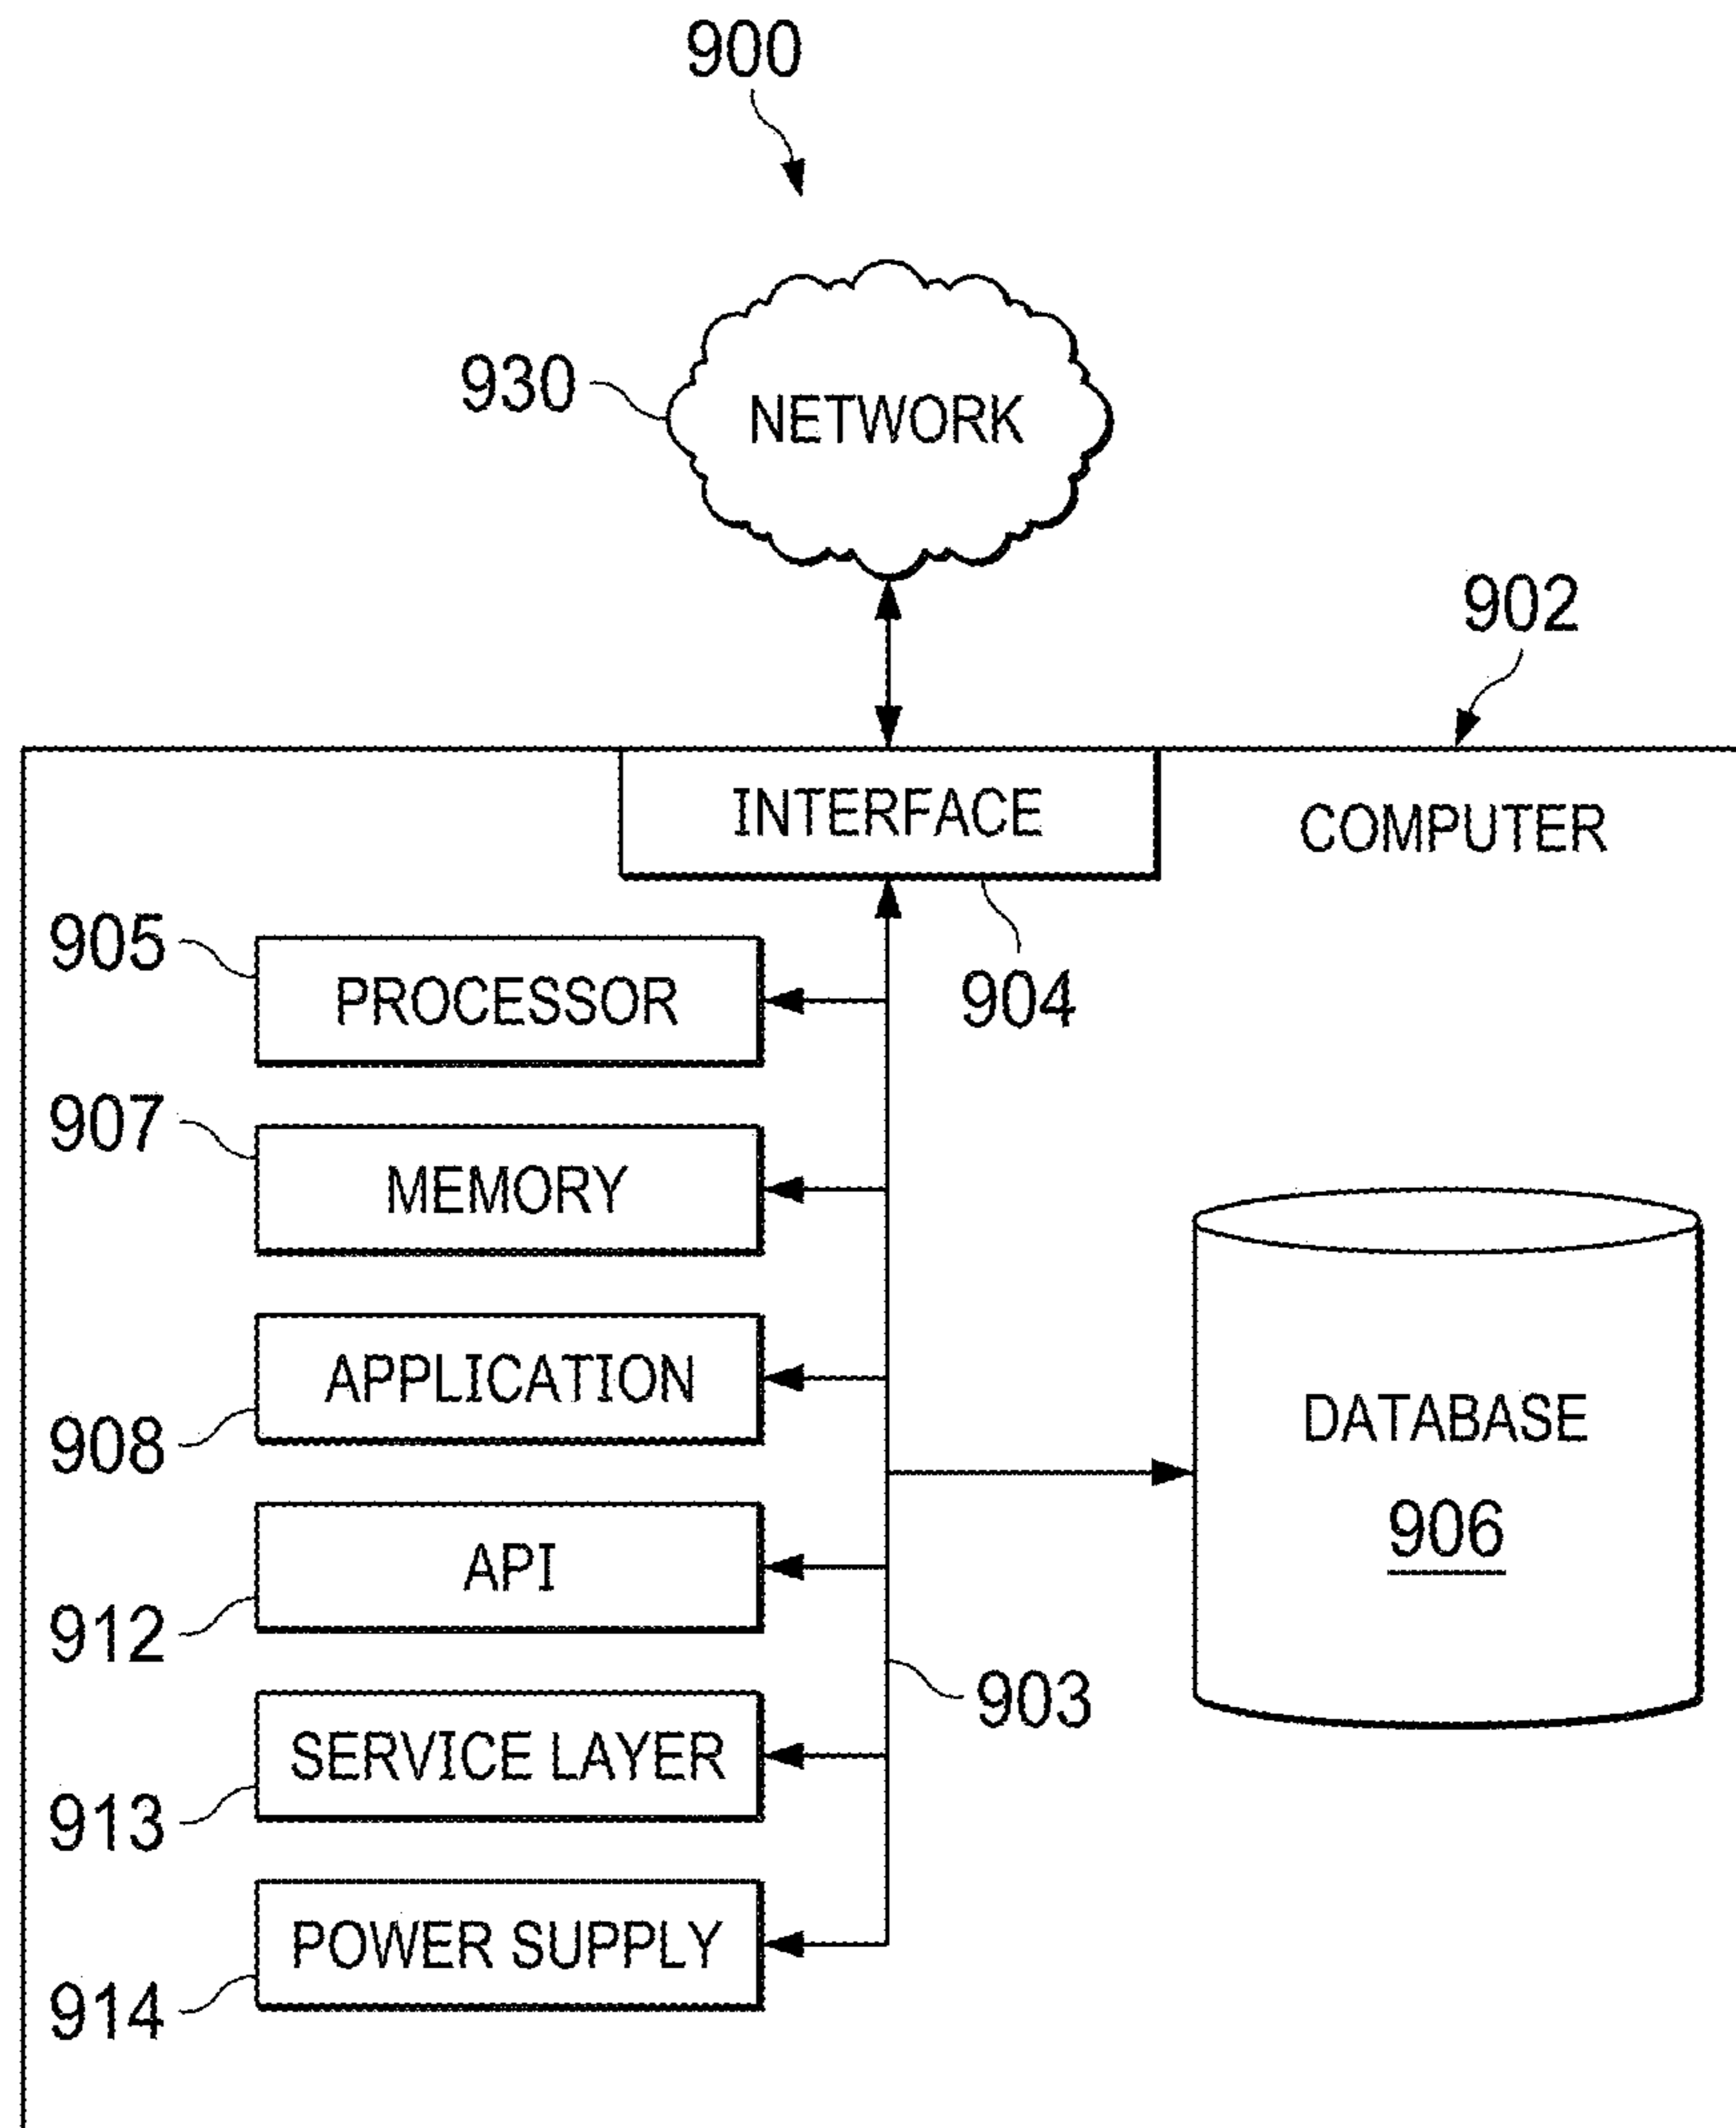 900
930
NETWORK
902
INTERFACE
COMPUTER
905
PROCESSOR
904
907
MEMORY
APPLICATION
908
DATABASE
906
API
912
903
SERVICE LAYER
913
POWER SUPPLY
914